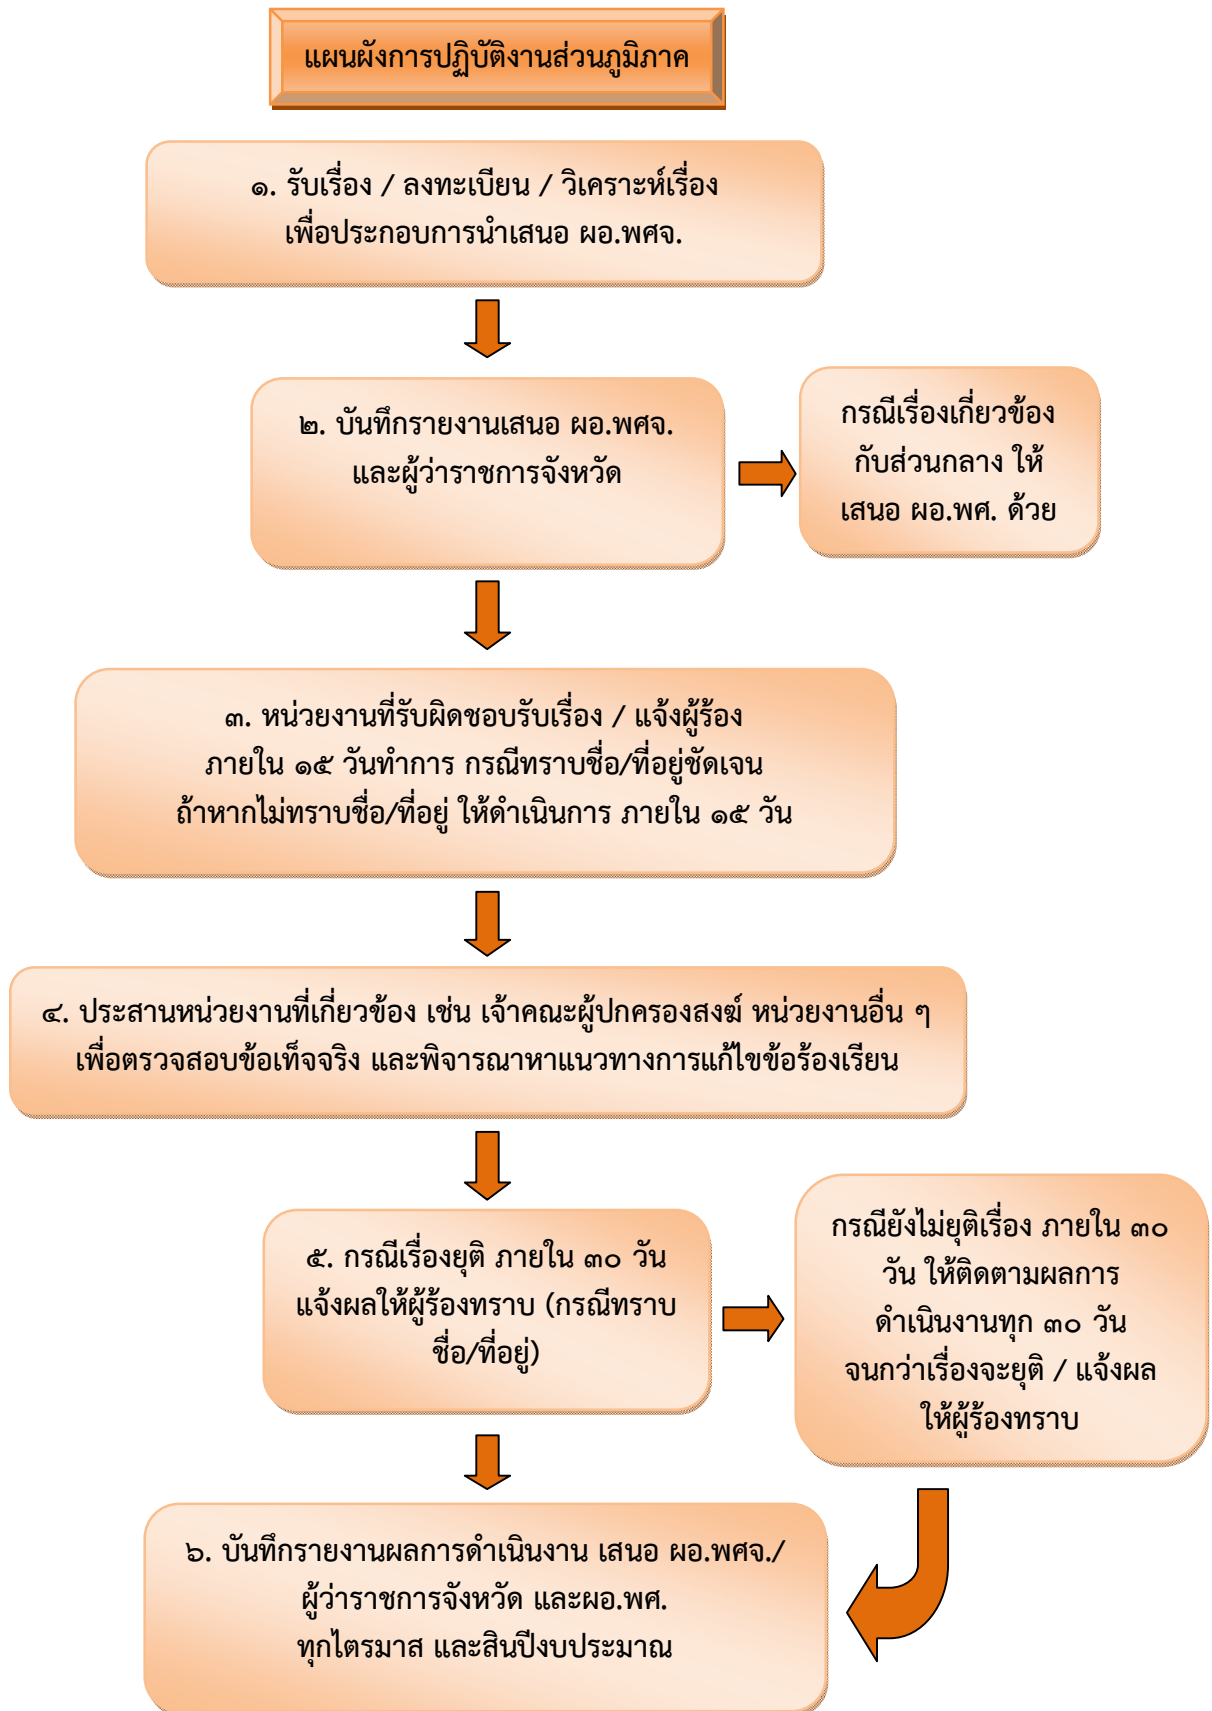 แผนผังการปฏิบัติงานส่วนภูมิภาค
๑. รับเรื่อง / ลงทะเบียน / วิเคราะห์เรื่อง
เพื่อประกอบการนำเสนอ ผอ.พศจ.
๒. บันทึกรายงานเสนอ ผอ.พศจ.
และผู้ว่าราชการจังหวัด
กรณีเรื่องเกี่ยวข้อง
กับส่วนกลาง ให้
เสนอ ผอ.พศ. ด้วย
๓. หน่วยงานที่รับผิดชอบรับเรื่อง / แจ้งผู้ร้อง
ภายใน ๑๕ วันทำการ กรณีทราบชื่อ/ที่อยู่ชัดเจน
ถ้าหากไม่ทราบชื่อ/ที่อยู่ ให้ดำเนินการ ภายใน ๑๕ วัน
๔. ประสานหน่วยงานที่เกี่ยวข้อง เช่น เจ้าคณะผู้ปกครองสงฆ์ หน่วยงานอื่น ๆ
เพื่อตรวจสอบข้อเท็จจริง และพิจารณาหาแนวทางการแก้ไขข้อร้องเรียน
๕. กรณีเรื่องยุติ ภายใน ๓๐ วัน
แจ้งผลให้ผู้ร้องทราบ (กรณีทราบ
ชื่อ/ที่อยู่)
กรณียังไม่ยุติเรื่อง ภายใน ๓๐
วัน ให้ติดตามผลการ
ดำเนินงานทุก ๓๐ วัน
จนกว่าเรื่องจะยุติ / แจ้งผล
ให้ผู้ร้องทราบ
๖. บันทึกรายงานผลการดำเนินงาน เสนอ ผอ.พศจ./
ผู้ว่าราชการจังหวัด และผอ.พศ.
ทุกไตรมาส และสินปีงบประมาณ